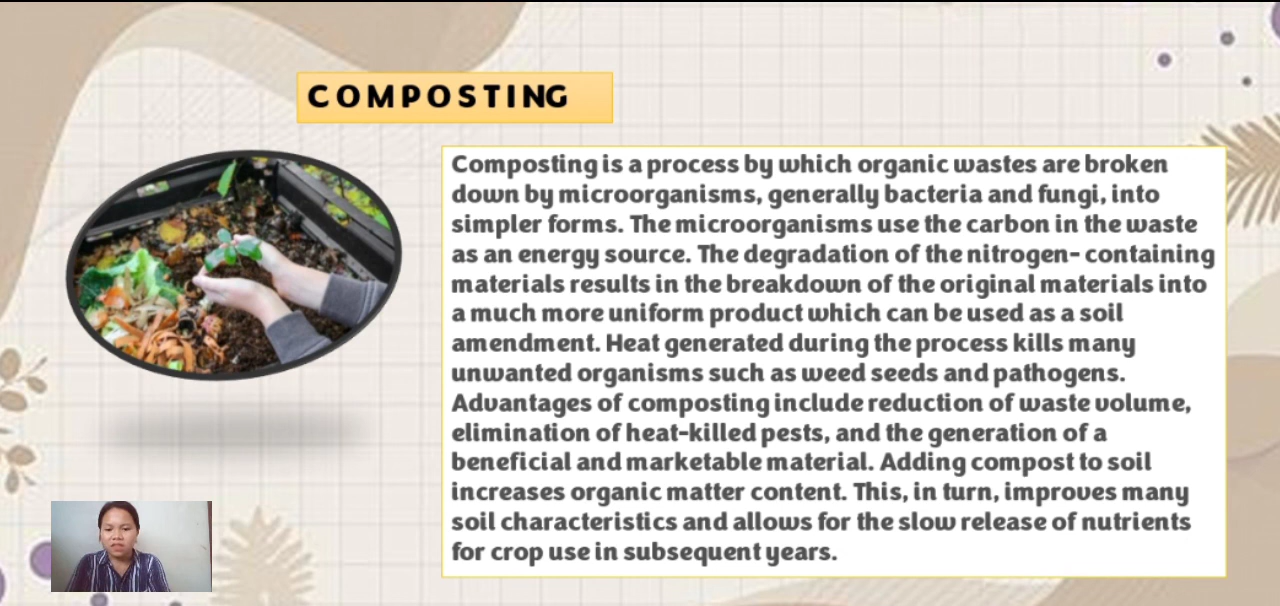 COMPOSTING
Composting is a process by which organic wastes are broken
down by microorganisms, generally bacteria and fungi, into
simpler forms. The microorganisms use the carbon in the waste
as an energy source. The degradation of the nitrogen- containing
materials results in the breakdown of the original materials into
a much more uniform product which can be used as a soil
amendment. Heat generated during the process kills many
unwanted organisms such as weed seeds and pathogens.
Advantages of composting include reduction of waste volume,
elimination of heat-killed pests, and the generation of a
beneficial and marketable material. Adding compost to soil
increases organic matter content. This, in turn, improves many
soil characteristics and allows for the slow release of nutrients
for crop use in subsequent years.